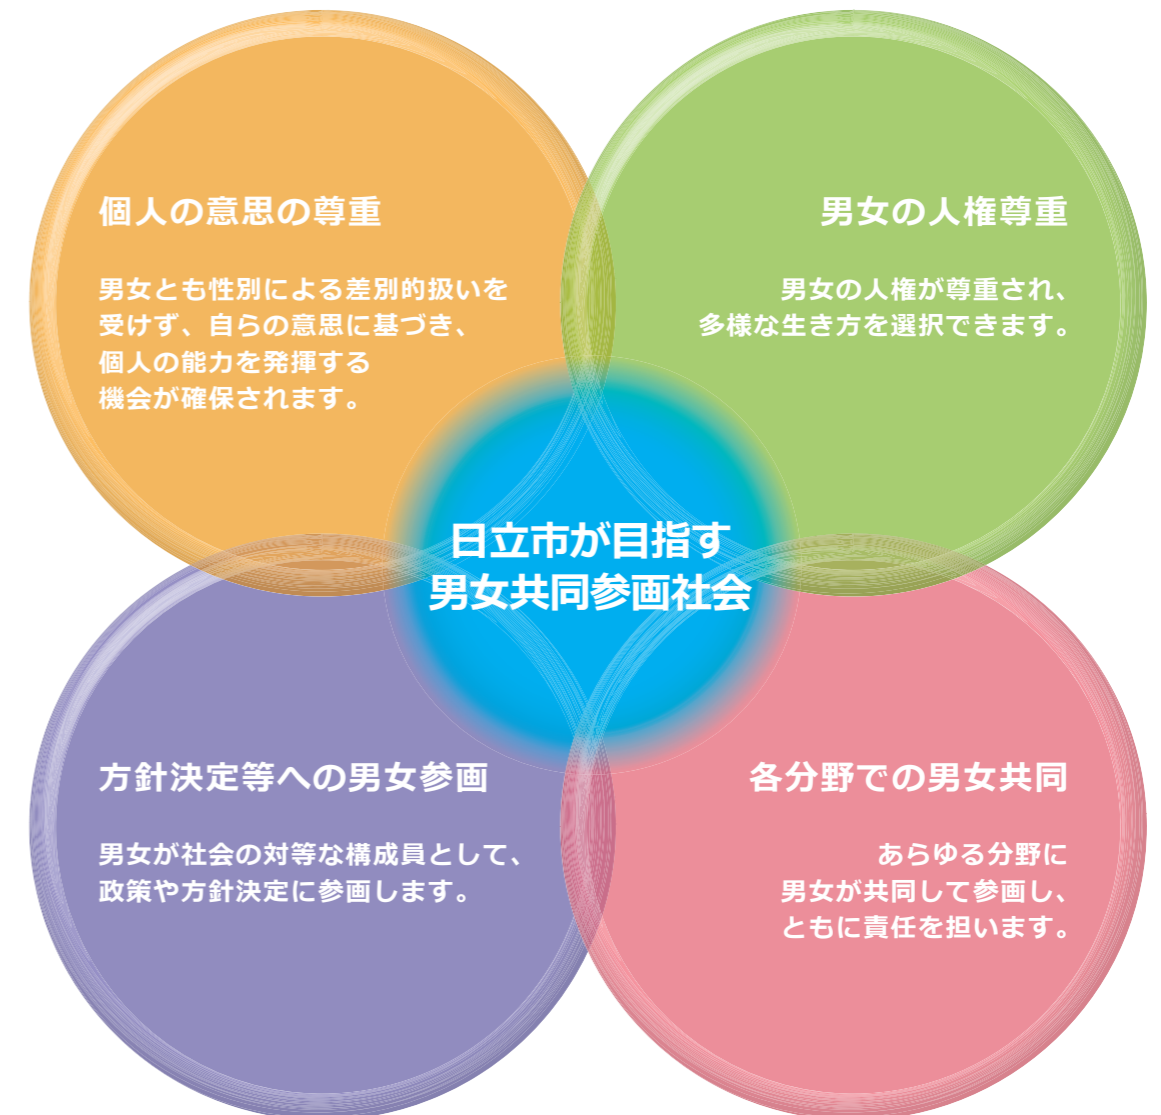 個人の意思の尊重
男女とも性別による差別的扱いを
受けず、自らの意思に基づき、
個人の能力を発揮する
機会が確保されます。
男女の人権尊重
男女の人権が尊重され、
多様な生き方を選択できます。
日立市が目指す
男女共同参画社会
方針決定等への男女参画
男女が社会の対等な構成員として、
政策や方針決定に参画します。
各分野での男女共同
あらゆる分野に
男女が共同して参画し、
ともに責任を担います。